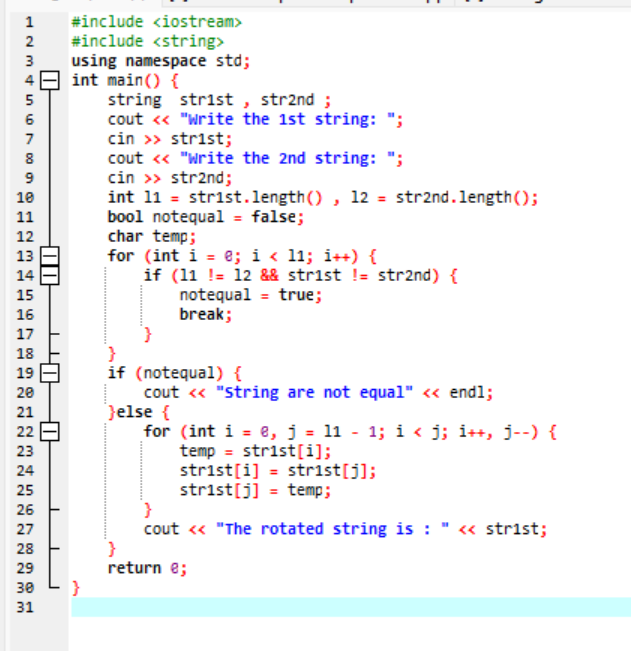 1 #include <iostream>
2 #include <string>
3 using namespace std;
4 int main() {
5 string  str1st , str2nd ;
6 cout << "Write the 1st string: ";
7 cin >> str1st;
8 cout << "Write the 2nd string: ";
9 cin >> str2nd;
10 int l1 = str1st.length() , l2 = str2nd.length();
11 bool notequal = false;
12 char temp;
13 for (int i = 0; i < l1; i++) {
14 if (l1 != l2 && str1st != str2nd) {
15 notequal = true;
16 break;
17 }
18 }
19 if (notequal) {
20 cout << "String are not equal" << endl;
21 }else {
22 for (int i = 0, j = l1 - 1; i < j; i++, j--) {
23 temp = str1st[i];
24 str1st[i] = str1st[j];
25 str1st[j] = temp;
26 }
27 cout << "The rotated string is : " << str1st;
28 }
29 return 0;
30 }
31